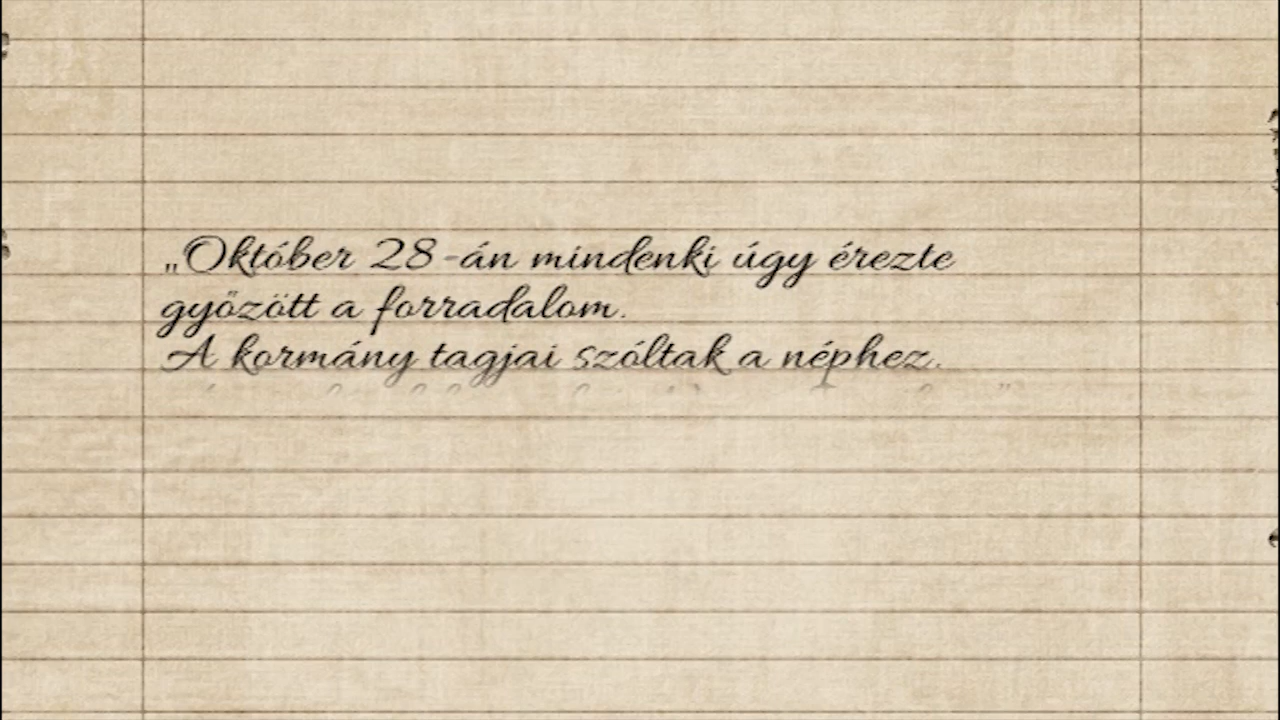 „Október 28-án mindenki úgy érezte
győzött a forradalom.
A kormány tagjai szóltak a néphez.